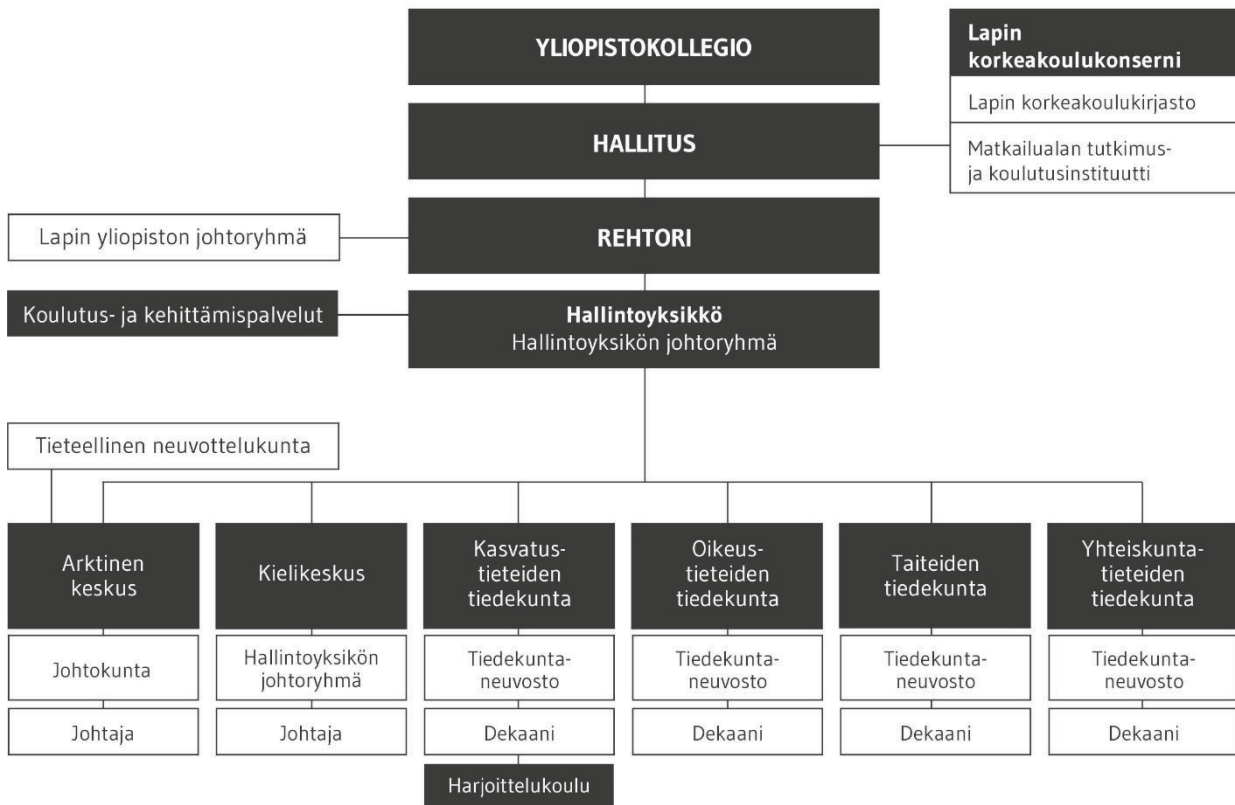 YLIOPISTOKOLLEGIO
Lapin
korkeakoulukonserni
Lapin korkeakoulukirjasto
Matkailualan tutkimus-
ja koulutusinstituutti
HALLITUS
Lapin yliopiston johtoryhmä
REHTORI
Koulutus- ja kehittämispalvelut
Hallintoyksikkö
Hallintoyksikön johtoryhmä
Tieteellinen neuvottelukunta
Arktinen
keskus
Johtokunta
Johtaja
Kielikeskus
Hallintoyksikön
johtoryhmä
Johtaja
Kasvatus-
tieteiden
tiedekunta
Tiedekunta-
neuvosto
Dekaani
Harjoittelukoulu
Oikeus-
tieteiden
tiedekunta
Tiedekunta-
neuvosto
Dekaani
Taiteiden
tiedekunta
Tiedekunta-
neuvosto
Dekaani
Yhteiskunta-
tieteiden
tiedekunta
Tiedekunta-
neuvosto
Dekaani